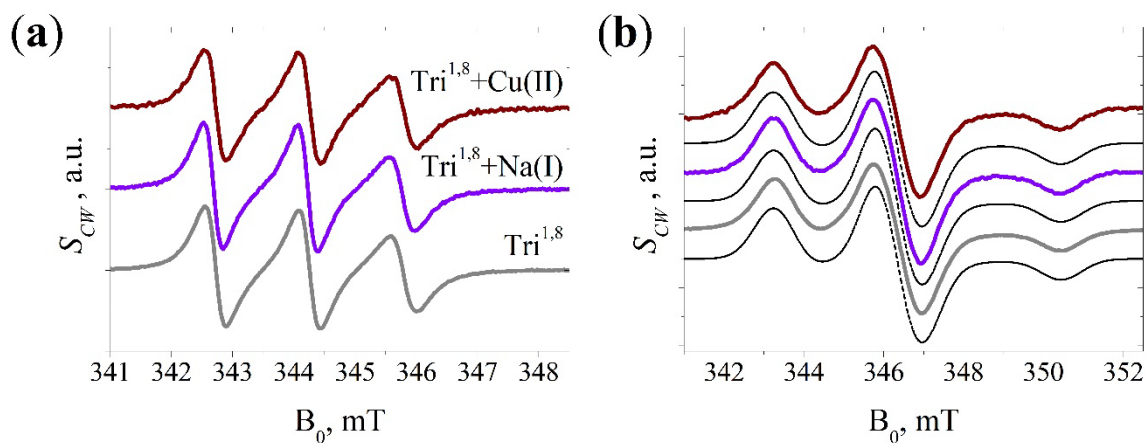 (a)
(b)
Tri1,8+Cu(II)
Tri1,8+Na(I)
Tri1,8
SCW, a.u.
SCW, a.u.
341 342 343 344 345 346 347 348
342 344 346 348 350 352
B0, mT
B0, mT